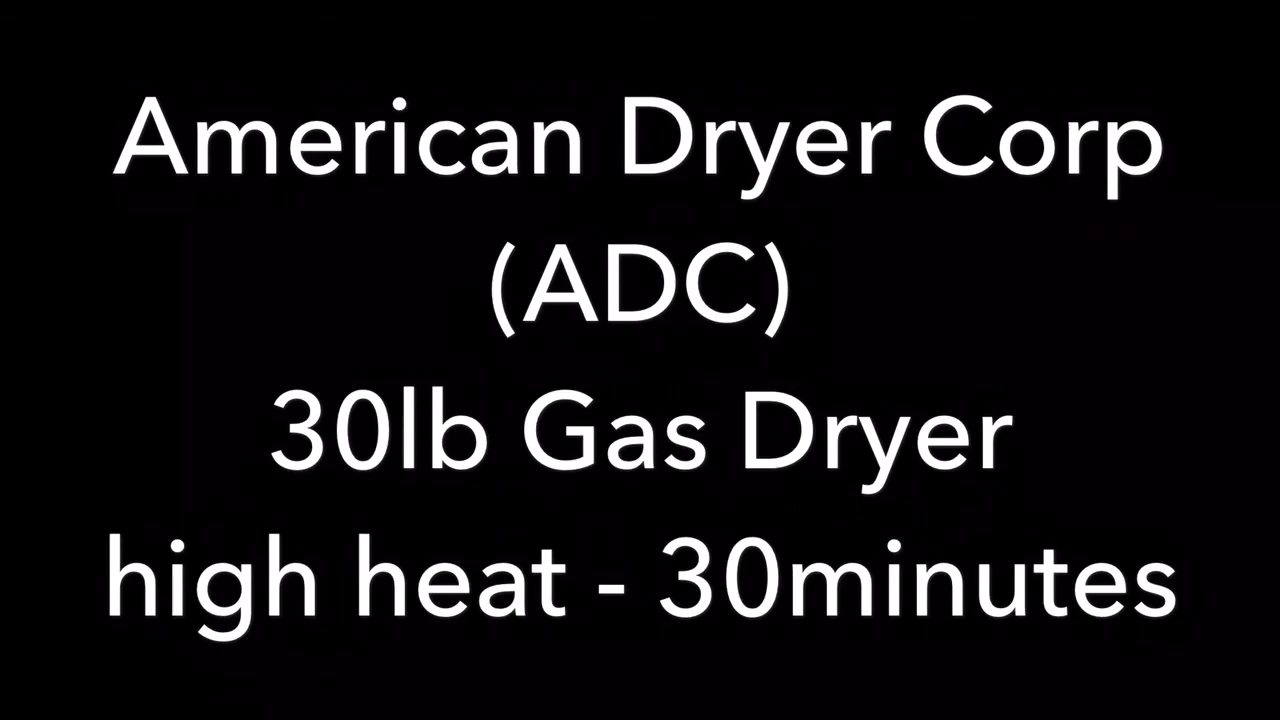 American Dryer Corp
(ADC)
30lb Gas Dryer
high heat - 30minutes